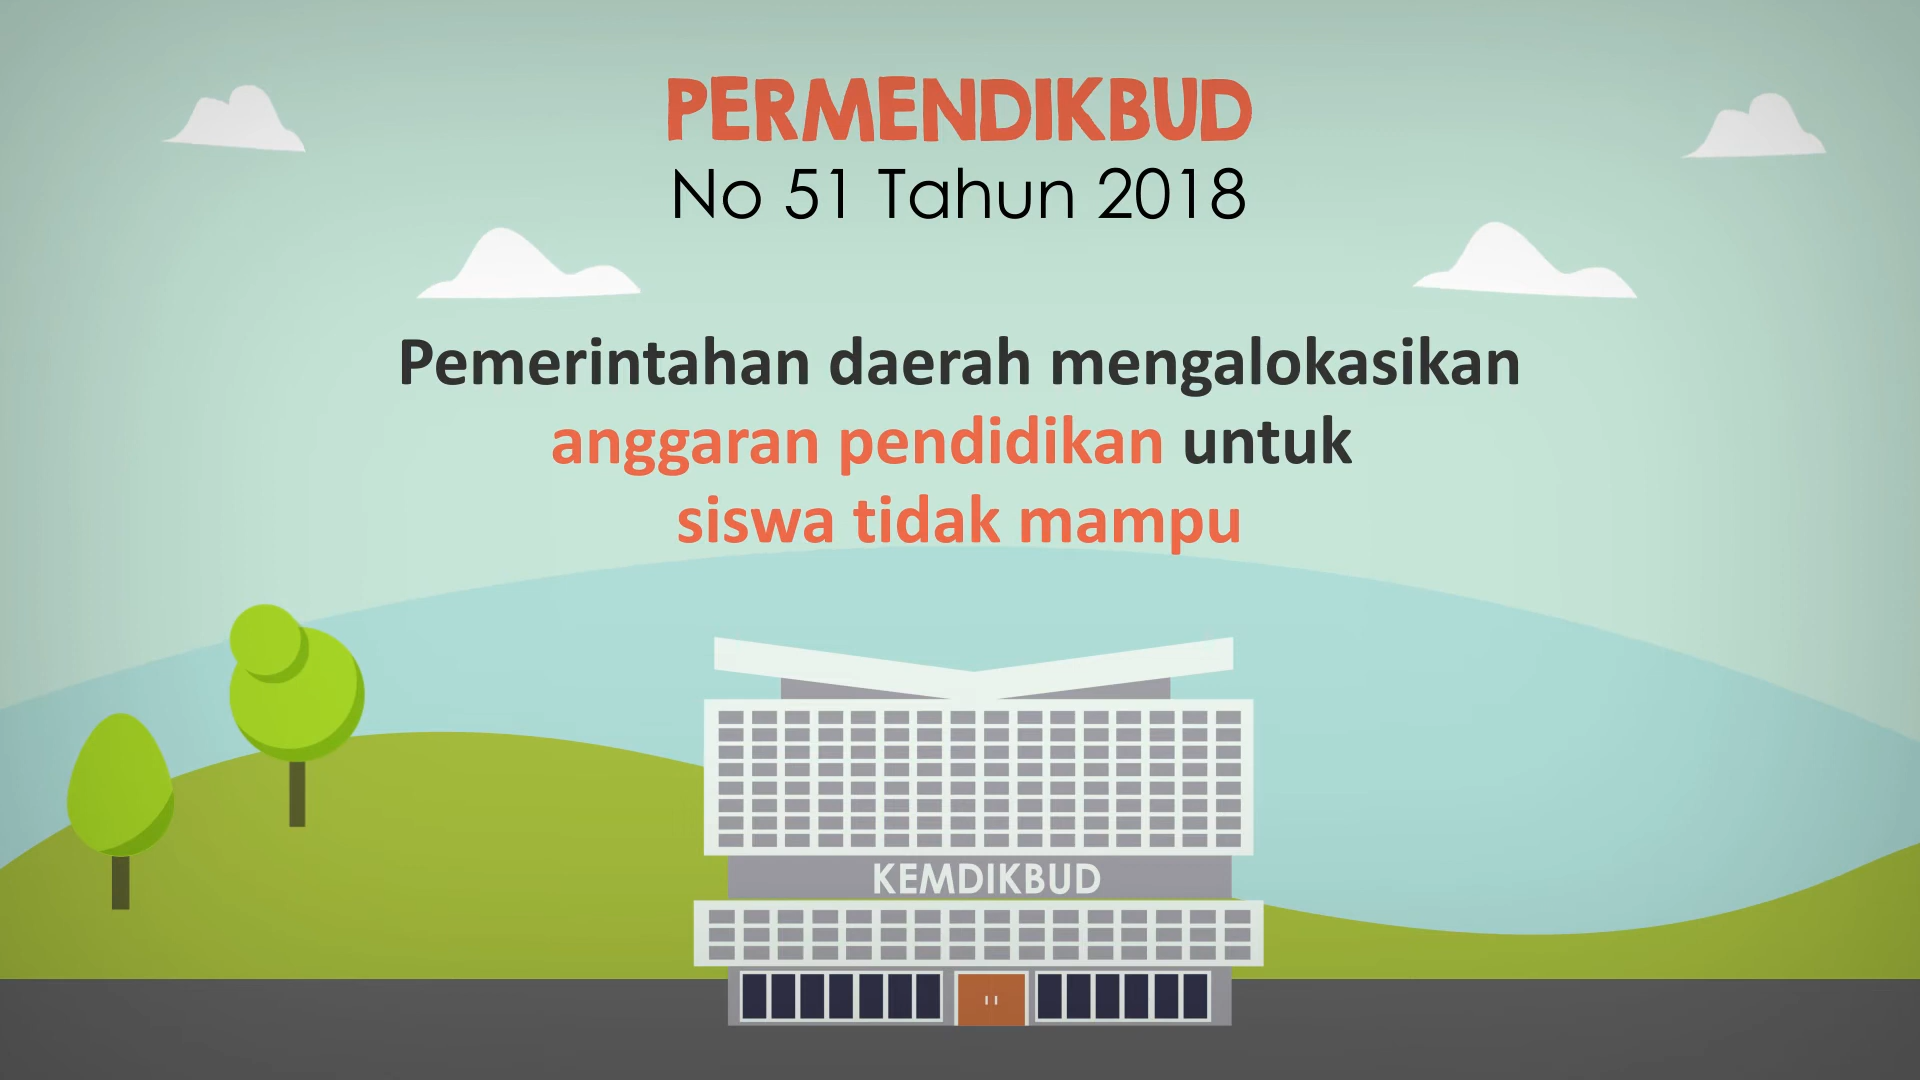 PERMENDIKBUD
No 51 Tahun 2018
Pemerintahan daerah mengalokasikan
anggaran pendidikan untuk
siswa tidak mampu
KEMDIKBUD